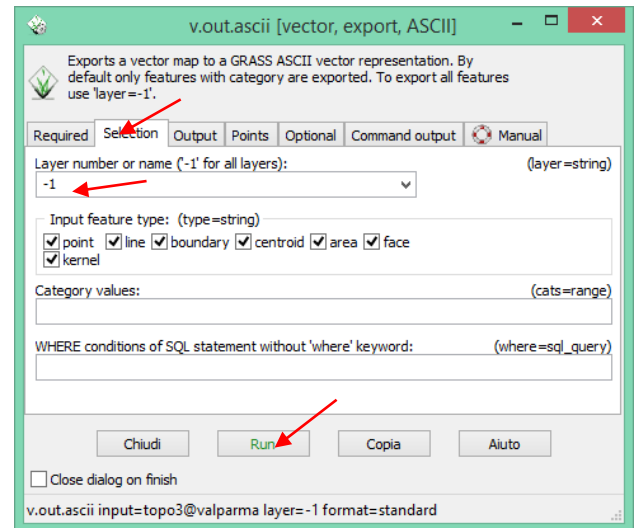 v.out.ascii [vector, export, ASCII]
Exports a vector map to a GRASS ASCII vector representation. By
default only features with category are exported. To export all features
use 'layer=-1'.
Required Selection Output Points Optional Command output Manual
Layer number or name ('-1' for all layers): (layer=string)
-1
Input feature type: (type=string)
point line boundary centroid area face
kernel
Category values: (cats=range)
WHERE conditions of SQL statement without 'where' keyword: (where=sql_query)
Chiudi Run Copia Aiuto
Close dialog on finish
v.out.ascii input=topo3@valparma layer=-1 format=standard